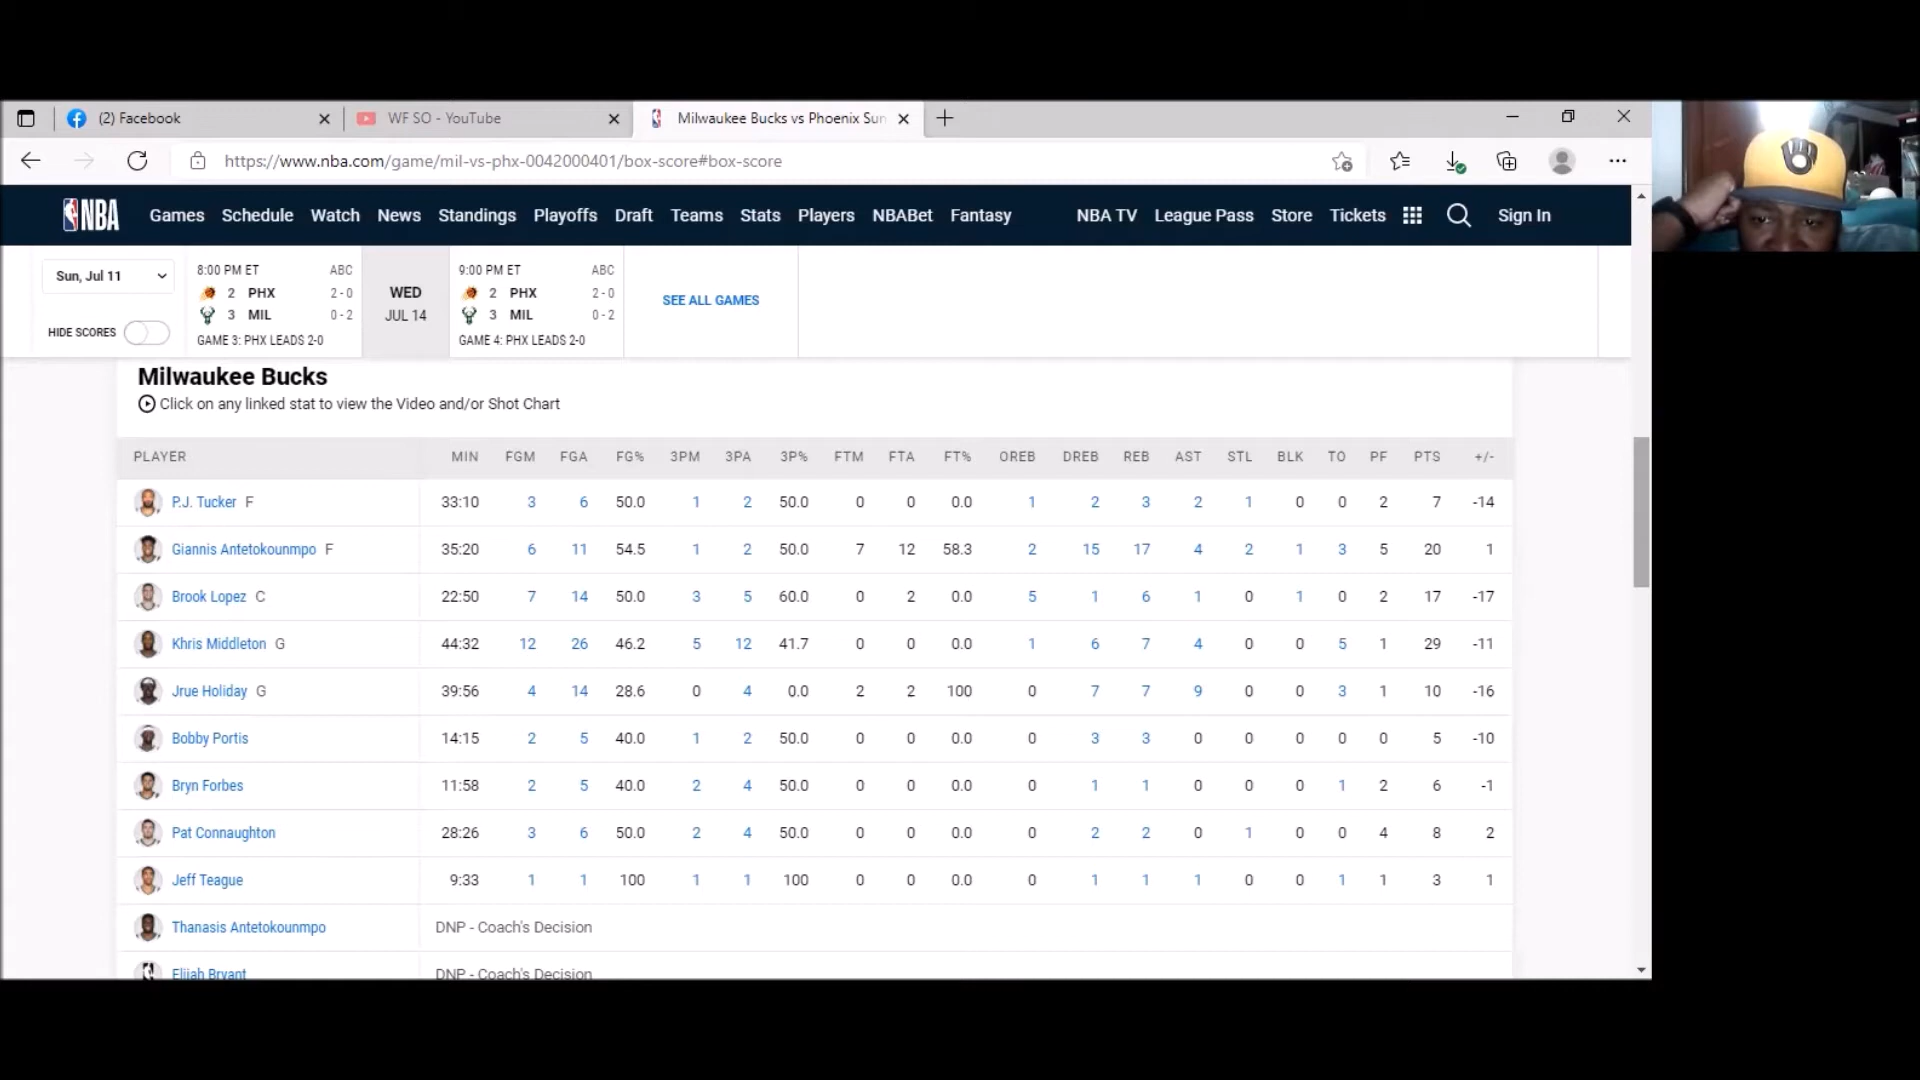 (2) Facebook WF SO - YouTube Milwaukee Bucks vs Phoenix Sun
https://www.nba.com/game/mil-vs-phx-0042000401/box-score#box-score
NBA Games Schedule Watch News Standings Playoffs Draft Teams Stats Players NBABet Fantasy NBA TV League Pass Store Tickets Sign In
Sun, Jul 11
HIDE SCORES
8:00 PM ET ABC
2 PHX 2-0
3 MIL 0-2
GAME 3: PHX LEADS 2-0
WED
JUL 14
9:00 PM ET ABC
2 PHX 2-0
3 MIL 0-2
GAME 4: PHX LEADS 2-0
SEE ALL GAMES
Milwaukee Bucks
Click on any linked stat to view the Video and/or Shot Chart
PLAYER MIN FGM FGA FG% 3PM 3PA 3P% FTM FTA FT% OREB DREB REB AST STL BLK TO PF PTS +/-
P.J. Tucker F 33:10 3 6 50.0 1 2 50.0 0 0 0.0 1 2 3 2 1 0 0 2 7 -14
Giannis Antetokounmpo F 35:20 6 11 54.5 1 2 50.0 7 12 58.3 2 15 17 4 2 1 3 5 20 1
Brook Lopez C 22:50 7 14 50.0 3 5 60.0 0 2 0.0 5 1 6 1 0 1 0 2 17 -17
Khris Middleton G 44:32 12 26 46.2 5 12 41.7 0 0 0.0 1 6 7 4 0 0 5 1 29 -11
Jrue Holiday G 39:56 4 14 28.6 0 4 0.0 2 2 100 0 7 7 9 0 0 3 1 10 -16
Bobby Portis 14:15 2 5 40.0 1 2 50.0 0 0 0.0 0 3 3 0 0 0 0 0 5 -10
Bryn Forbes 11:58 2 5 40.0 2 4 50.0 0 0 0.0 0 1 1 0 0 0 1 2 6 -1
Pat Connaughton 28:26 3 6 50.0 2 4 50.0 0 0 0.0 0 2 2 0 1 0 0 4 8 2
Jeff Teague 9:33 1 1 100 1 1 100 0 0 0.0 0 1 1 1 0 0 1 1 3 1
Thanasis Antetokounmpo DNP - Coach's Decision
Elijah Bryant DNP - Coach's Decision